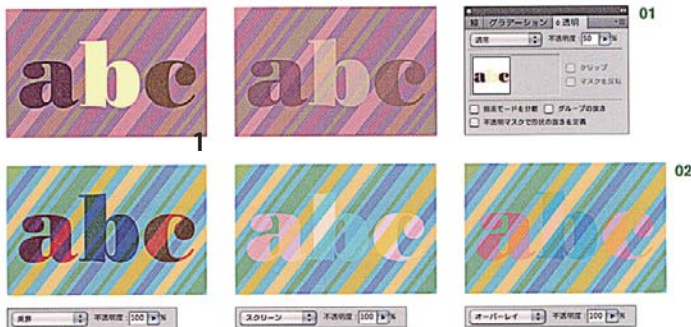 abc
abc
1
01
線 グラデーション 透明
通常 不透明度: 50 %
abc
クリップ
マスクを反転
描画モードを分離 グループの抜き
不透明マスクで形状の抜きを定義
02
abc
abc
abc
乗算 不透明度: 100 %
スクリーン 不透明度: 100 %
オーバーレイ 不透明度: 100 %